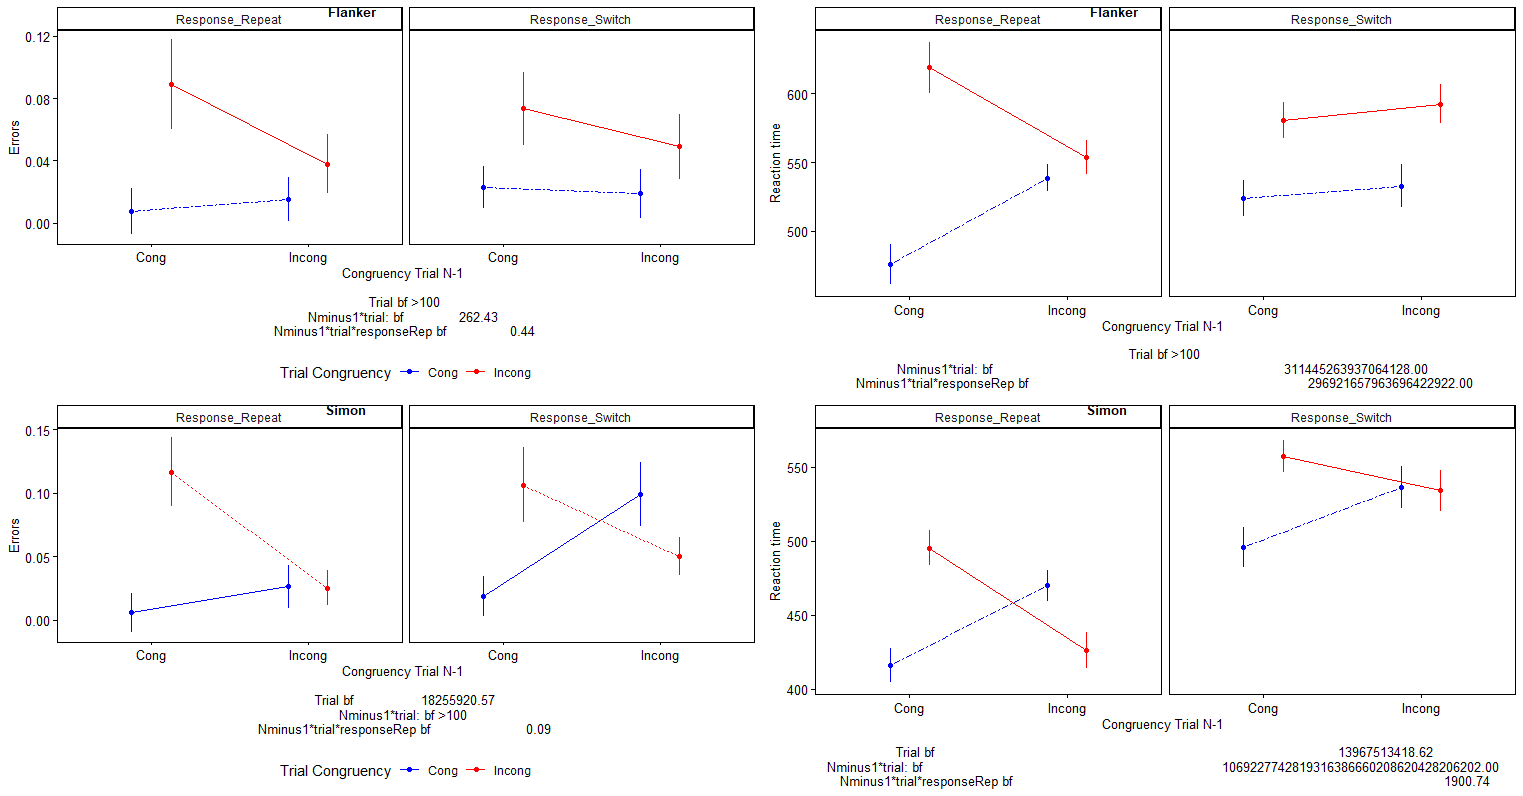 Flanker
Response_Repeat
Response_Switch
0.12
0.08
0.04
0.00
Errors
Cong
Incong
Cong
Incong
Congruency Trial N-1
Trial bf >100
Nminus1*trial: bf 262.43
Nminus1*trial*responseRep bf 0.44
Trial Congruency Cong Incong
Flanker
Response_Repeat
Response_Switch
600
550
500
Reaction time
Cong
Incong
Cong
Incong
Congruency Trial N-1
Trial bf >100
Nminus1*trial: bf 311445263937064128.00
Nminus1*trial*responseRep bf 296921657963696422922.00
Simon
Response_Repeat
Response_Switch
0.15
0.10
0.05
0.00
Errors
Cong
Incong
Cong
Incong
Congruency Trial N-1
Trial bf 18255920.57
Nminus1*trial: bf >100
Nminus1*trial*responseRep bf 0.09
Trial Congruency Cong Incong
Simon
Response_Repeat
Response_Switch
550
500
450
400
Reaction time
Cong
Incong
Cong
Incong
Congruency Trial N-1
Trial bf 13967513418.62
Nminus1*trial: bf 10692277428193163866660208620428206202.00
Nminus1*trial*responseRep bf 1900.74